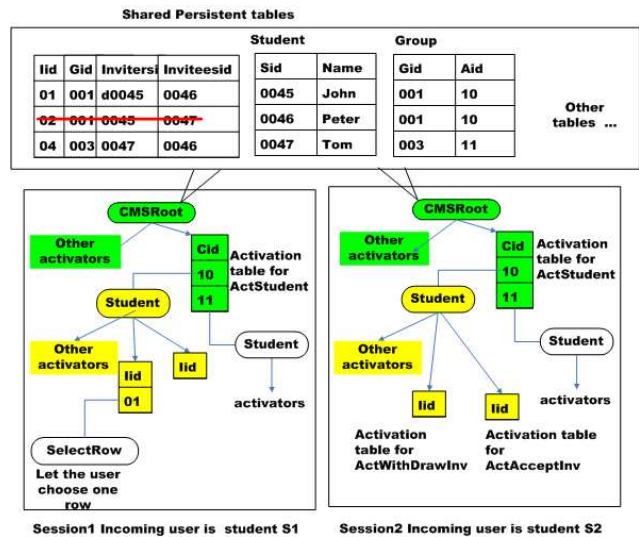 Shared Persistent tables
Iid Gid Invitersi Inviteesid
01 001 d0045 0046
02 001 0045 0047
04 003 0047 0046
Student
Sid Name
0045 John
0046 Peter
0047 Tom
Group
Gid Aid
001 10
001 10
003 11
Other
tables ...
CMSRoot
Other
activators
Cid
10
11
Activation
table for
ActStudent
Student
Other
activators
Iid
01
Iid
Student
activators
SelectRow
Let the user
choose one
row
Session1 Incoming user is student S1
CMSRoot
Other
activators
Cid
10
11
Activation
table for
ActStudent
Student
Other
activators
Iid
Iid
Student
activators
Activation
table for
ActWithDrawInv
Activation table
for
ActAcceptInv
Session2 Incoming user is student S2